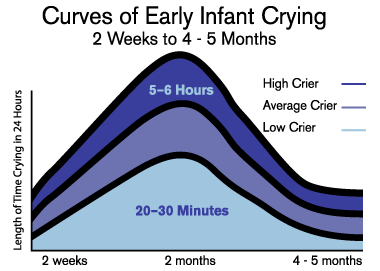 Curves of Early Infant Crying
2 Weeks to 4 - 5 Months
5–6 Hours
High Crier
Average Crier
Low Crier
Length of Time Crying in 24 Hours
20–30 Minutes
2 weeks
2 months
4 - 5 months